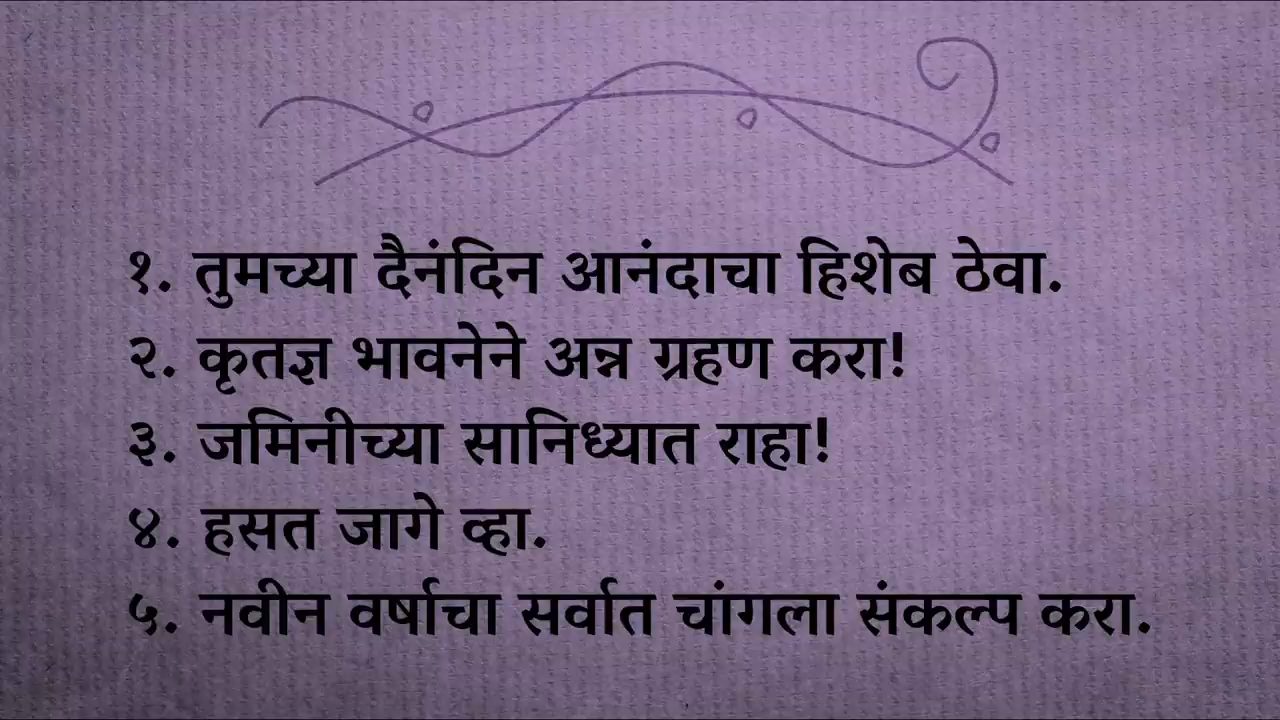 १. तुमच्या दैनंदिन आनंदाचा हिशेब ठेवा.
२. कृतज्ञ भावनेने अन्न ग्रहण करा!
३. जमिनीच्या सानिध्यात राहा!
४. हसत जागे व्हा.
५. नवीन वर्षाचा सर्वात चांगला संकल्प करा.